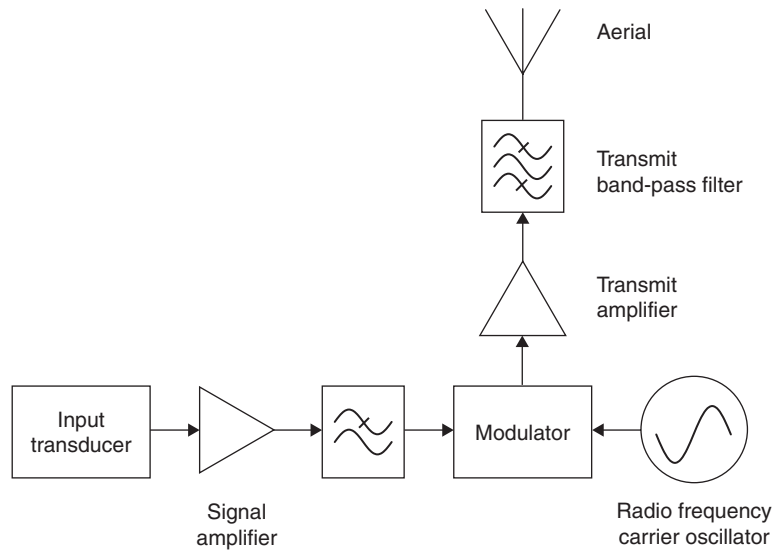 Aerial
Transmit
band-pass filter
Transmit
amplifier
Input
transducer
Modulator
Signal
amplifier
Radio frequency
carrier oscillator